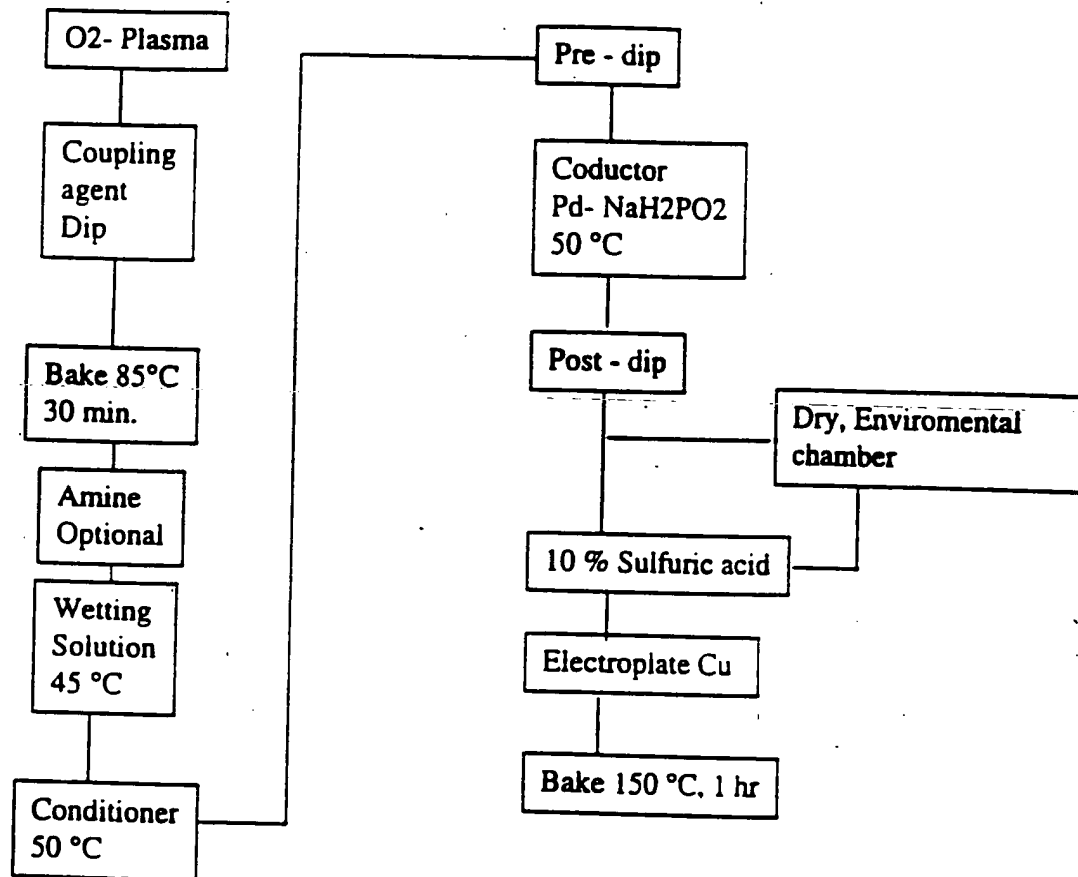 O2- Plasma
Coupling
agent
Dip
Bake 85°C
30 min.
Amine
Optional
Wetting
Solution
45 °C
Conditioner
50 °C
Pre - dip
Coductor
Pd- NaH2PO2
50 °C
Post - dip
Dry, Enviromental
chamber
10 % Sulfuric acid
Electroplate Cu
Bake 150 °C, 1 hr